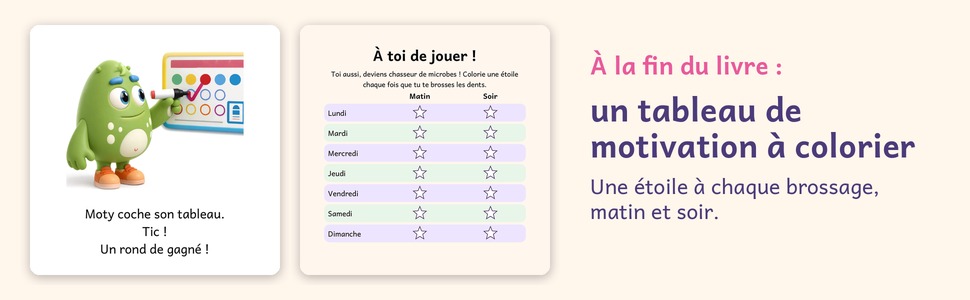 Moty coche son tableau.
Tic !
Un rond de gagné !
À toi de jouer !
Toi aussi, deviens chasseur de microbes ! Colorie une étoile
chaque fois que tu te brosses les dents.
Matin Soir
Lundi
Mardi
Mercredi
Jeudi
Vendredi
Samedi
Dimanche
À la fin du livre :
un tableau de
motivation à colorier
Une étoile à chaque brossage,
matin et soir.